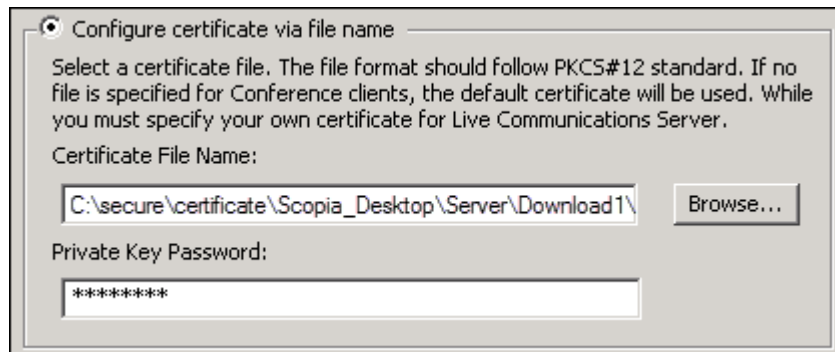 Configure certificate via file name
Select a certificate file. The file format should follow PKCS#12 standard. If no
file is specified for Conference clients, the default certificate will be used. While
you must specify your own certificate for Live Communications Server.
Certificate File Name:
C:\secure\certificate\Scopia_Desktop\Server\Download1\ Browse...
Private Key Password:
********